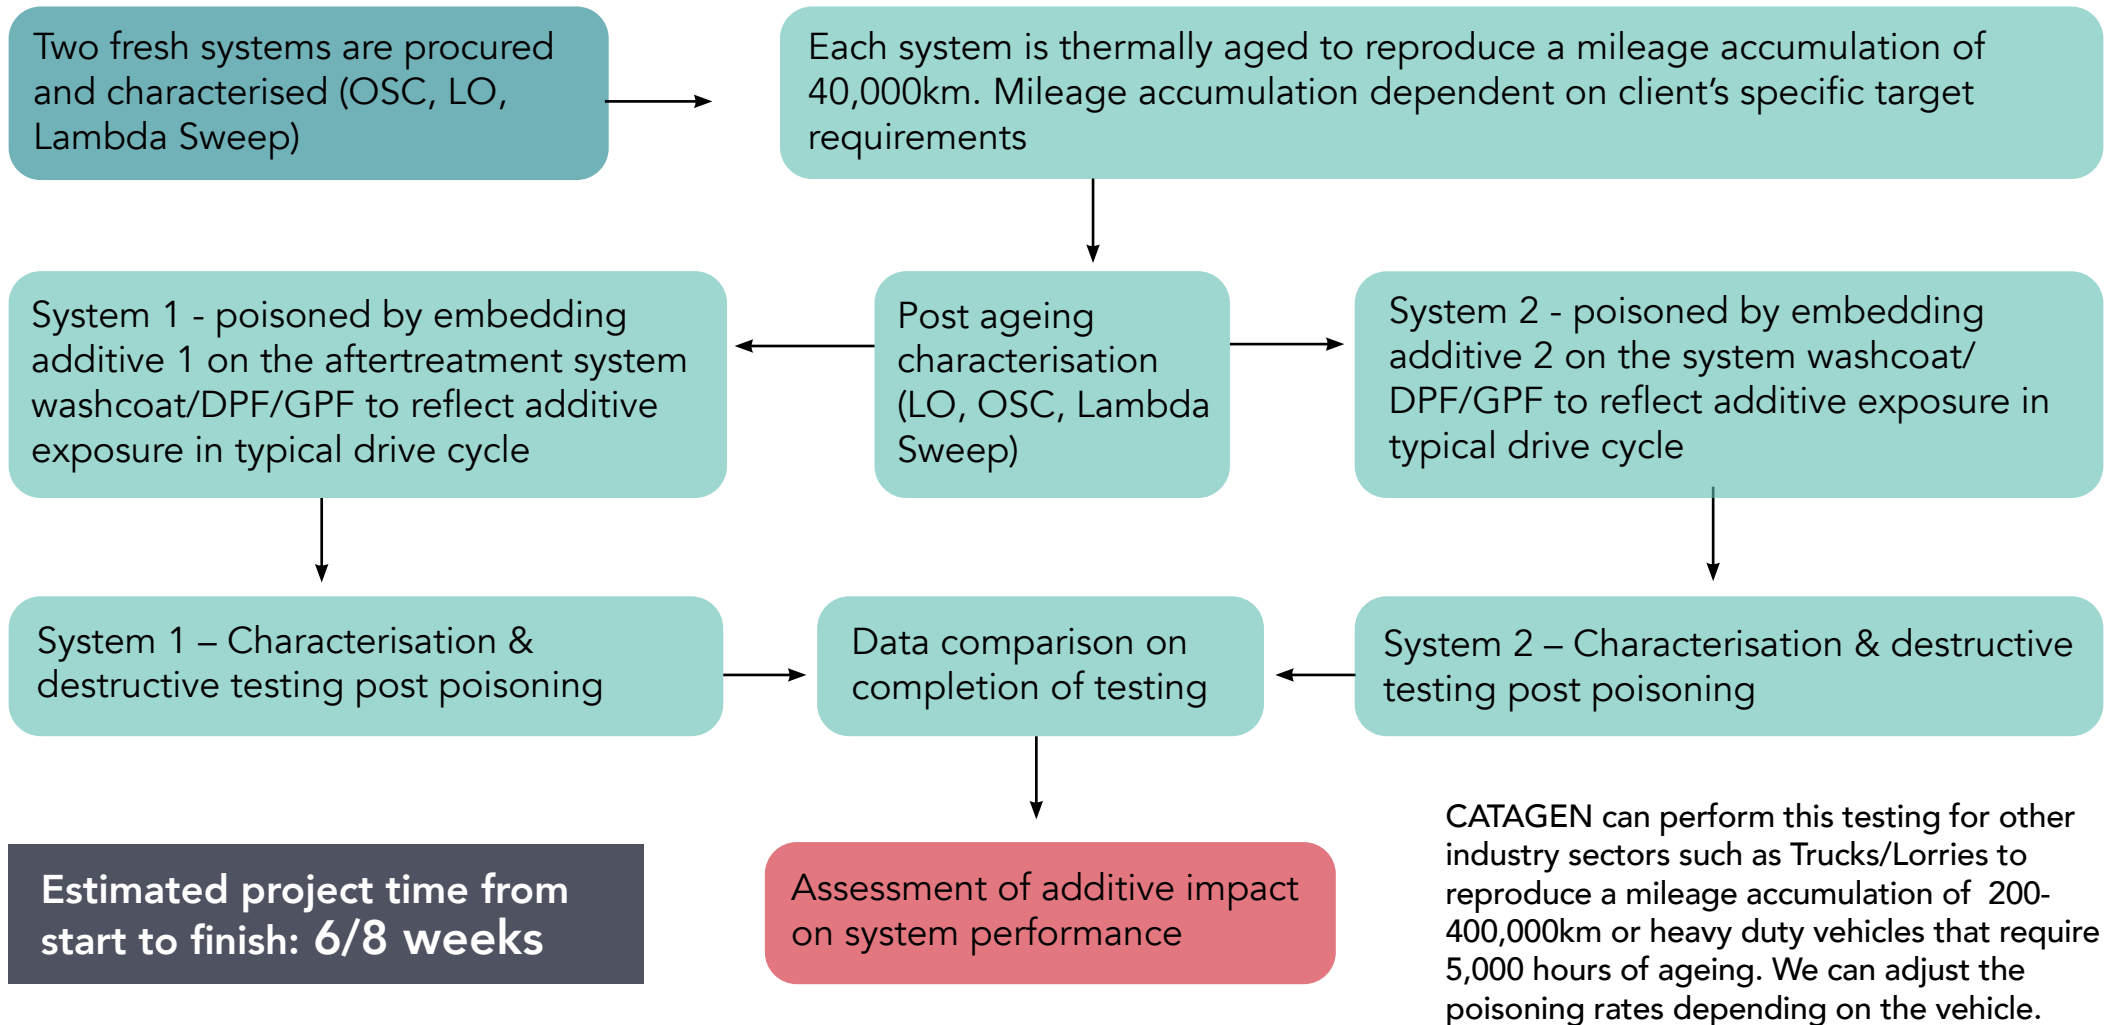 Two fresh systems are procured
and characterised (OSC, LO,
Lambda Sweep)
Each system is thermally aged to reproduce a mileage accumulation of
40,000km. Mileage accumulation dependent on client’s specific target
requirements
System 1 - poisoned by embedding
additive 1 on the aftertreatment system
washcoat/DPF/GPF to reflect additive
exposure in typical drive cycle
Post ageing
characterisation
(LO, OSC, Lambda
Sweep)
System 2 - poisoned by embedding
additive 2 on the system washcoat/
DPF/GPF to reflect additive exposure in
typical drive cycle
System 1 – Characterisation &
destructive testing post poisoning
Data comparison on
completion of testing
System 2 – Characterisation & destructive
testing post poisoning
Estimated project time from
start to finish: 6/8 weeks
Assessment of additive impact
on system performance
CATAGEN can perform this testing for other
industry sectors such as Trucks/Lorries to
reproduce a mileage accumulation of 200-
400,000km or heavy duty vehicles that require
5,000 hours of ageing. We can adjust the
poisoning rates depending on the vehicle.